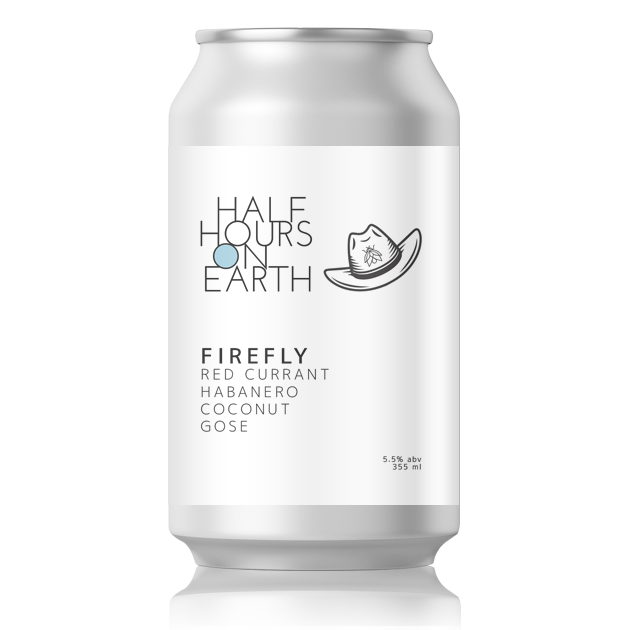 HALF
HOURS
ON
EARTH
FIREFLY
RED CURRANT
HABANERO
COCONUT
GOSE
5.5% abv
355 ml